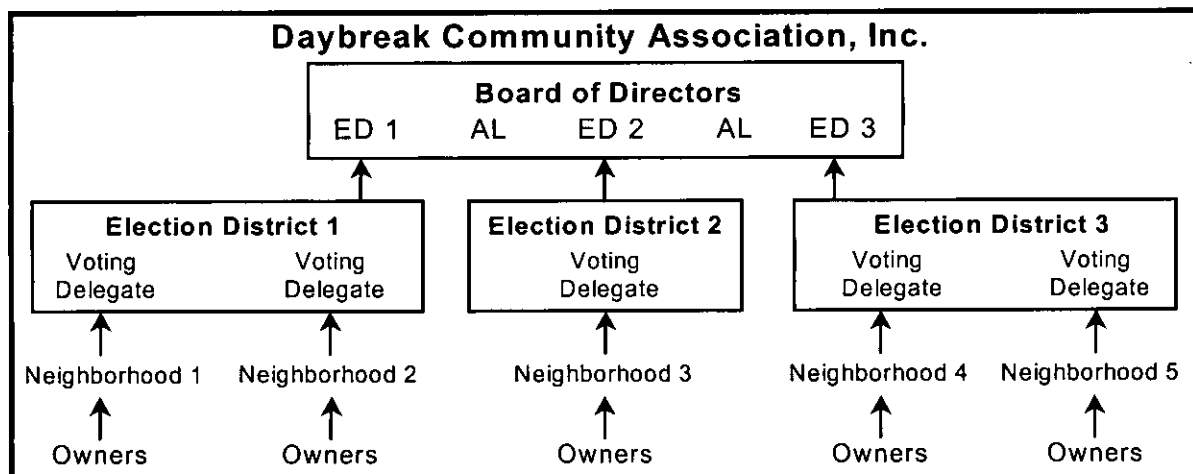 Daybreak Community Association, Inc.
Board of Directors
ED 1 AL ED 2 AL ED 3
Election District 1 Election District 2 Election District 3
Voting Voting Voting Voting Voting
Delegate Delegate Delegate Delegate Delegate
Neighborhood 1 Neighborhood 2 Neighborhood 3 Neighborhood 4 Neighborhood 5
Owners Owners Owners Owners Owners